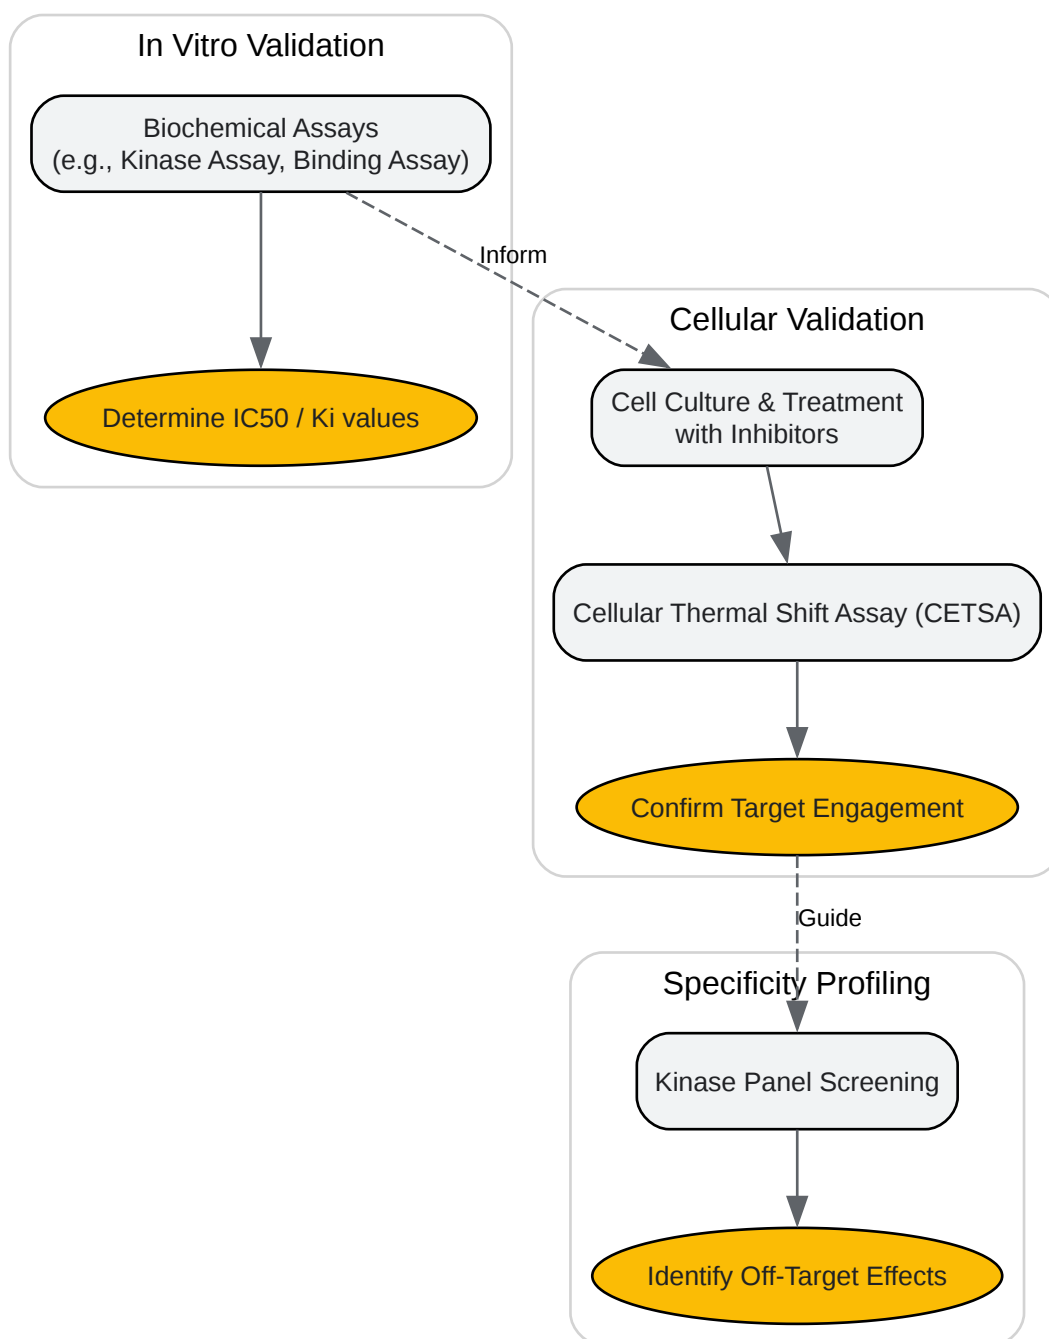 In Vitro Validation
Biochemical Assays
(e.g., Kinase Assay, Binding Assay)
Inform
Determine IC50 / Ki values
Cellular Validation
Cell Culture & Treatment
with Inhibitors
Cellular Thermal Shift Assay (CETSA)
Confirm Target Engagement
Guide
Specificity Profiling
Kinase Panel Screening
Identify Off-Target Effects